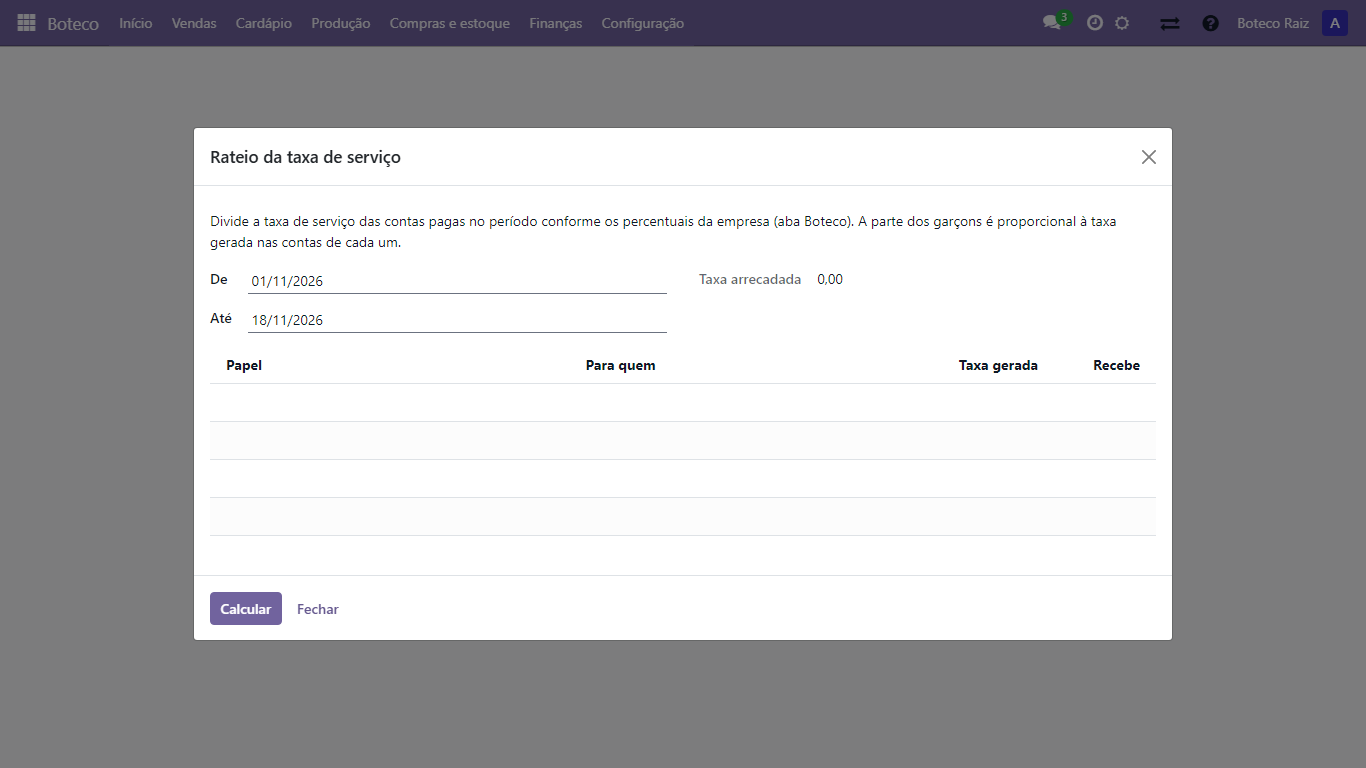 Boteco Início Vendas Cardápio Produção Compras e estoque Finanças Configuração 3 Boteco Raiz A
Rateio da taxa de serviço
Divide a taxa de serviço das contas pagas no período conforme os percentuais da empresa (aba Boteco). A parte dos garçons é proporcional à taxa
gerada nas contas de cada um.
De 01/11/2026 Taxa arrecadada 0,00
Até 18/11/2026
Papel Para quem Taxa gerada Recebe
Calcular Fechar